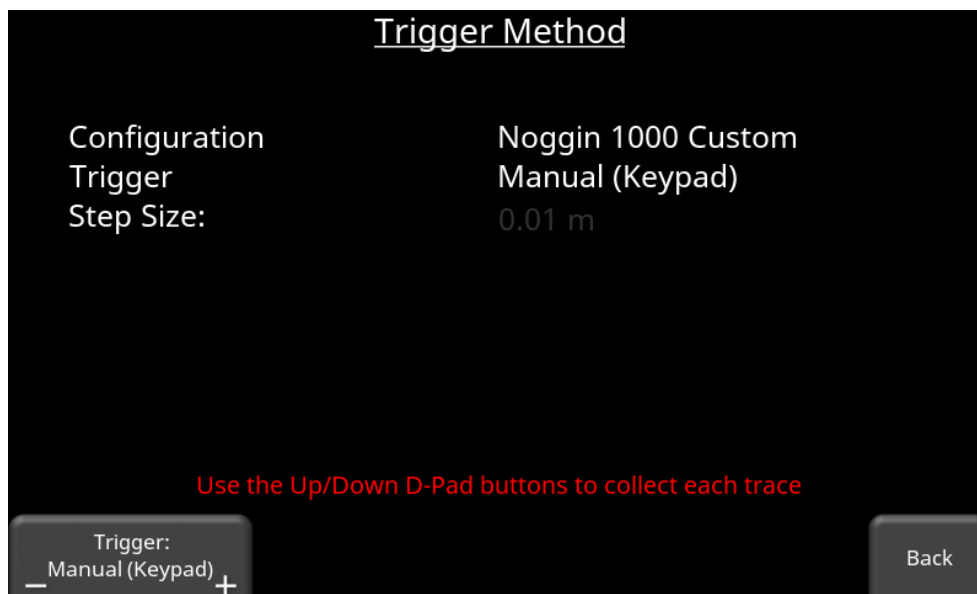 Trigger Method
Configuration Noggin 1000 Custom
Trigger Manual (Keypad)
Step Size: 0.01 m
Use the Up/Down D-Pad buttons to collect each trace
Trigger:
Manual (Keypad)
– +
Back